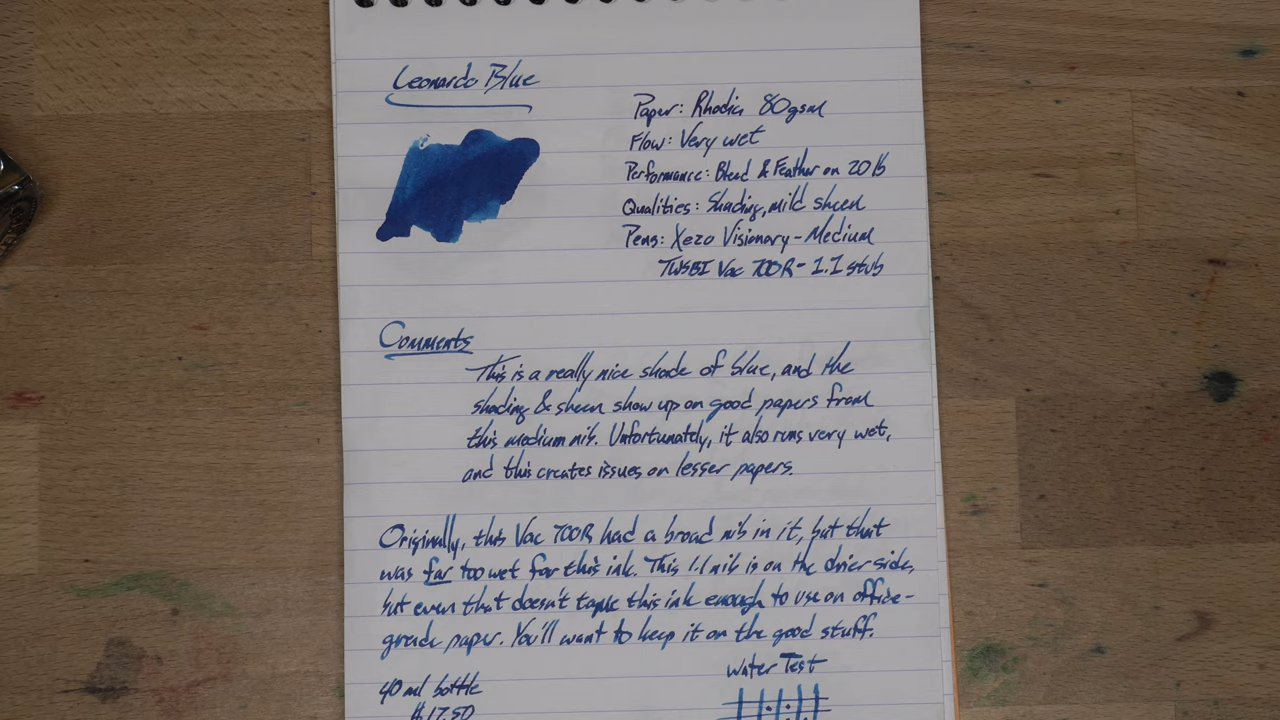 Leonardo Blue
Paper: Rhodia 80gsm
Flow: Very wet
Performance: Bleed & Feather on 20 lb
Qualities: Shading, mild sheen
Pens: Xezo Visionary - Medium
TWSBI Vac 700R - 1.1 stub
Comments
This is a really nice shade of blue, and the
shading & sheen show up on good papers from
this medium nib. Unfortunately, it also runs very wet,
and this creates issues on lesser papers.
Originally, this Vac 700R had a broad nib in it, but that
was far too wet for this ink. This 1.1 nib is on the drier side,
but even that doesn't tame this ink enough to use on office-
grade paper. You'll want to keep it on the good stuff.
Water Test
40 ml bottle
$17.50